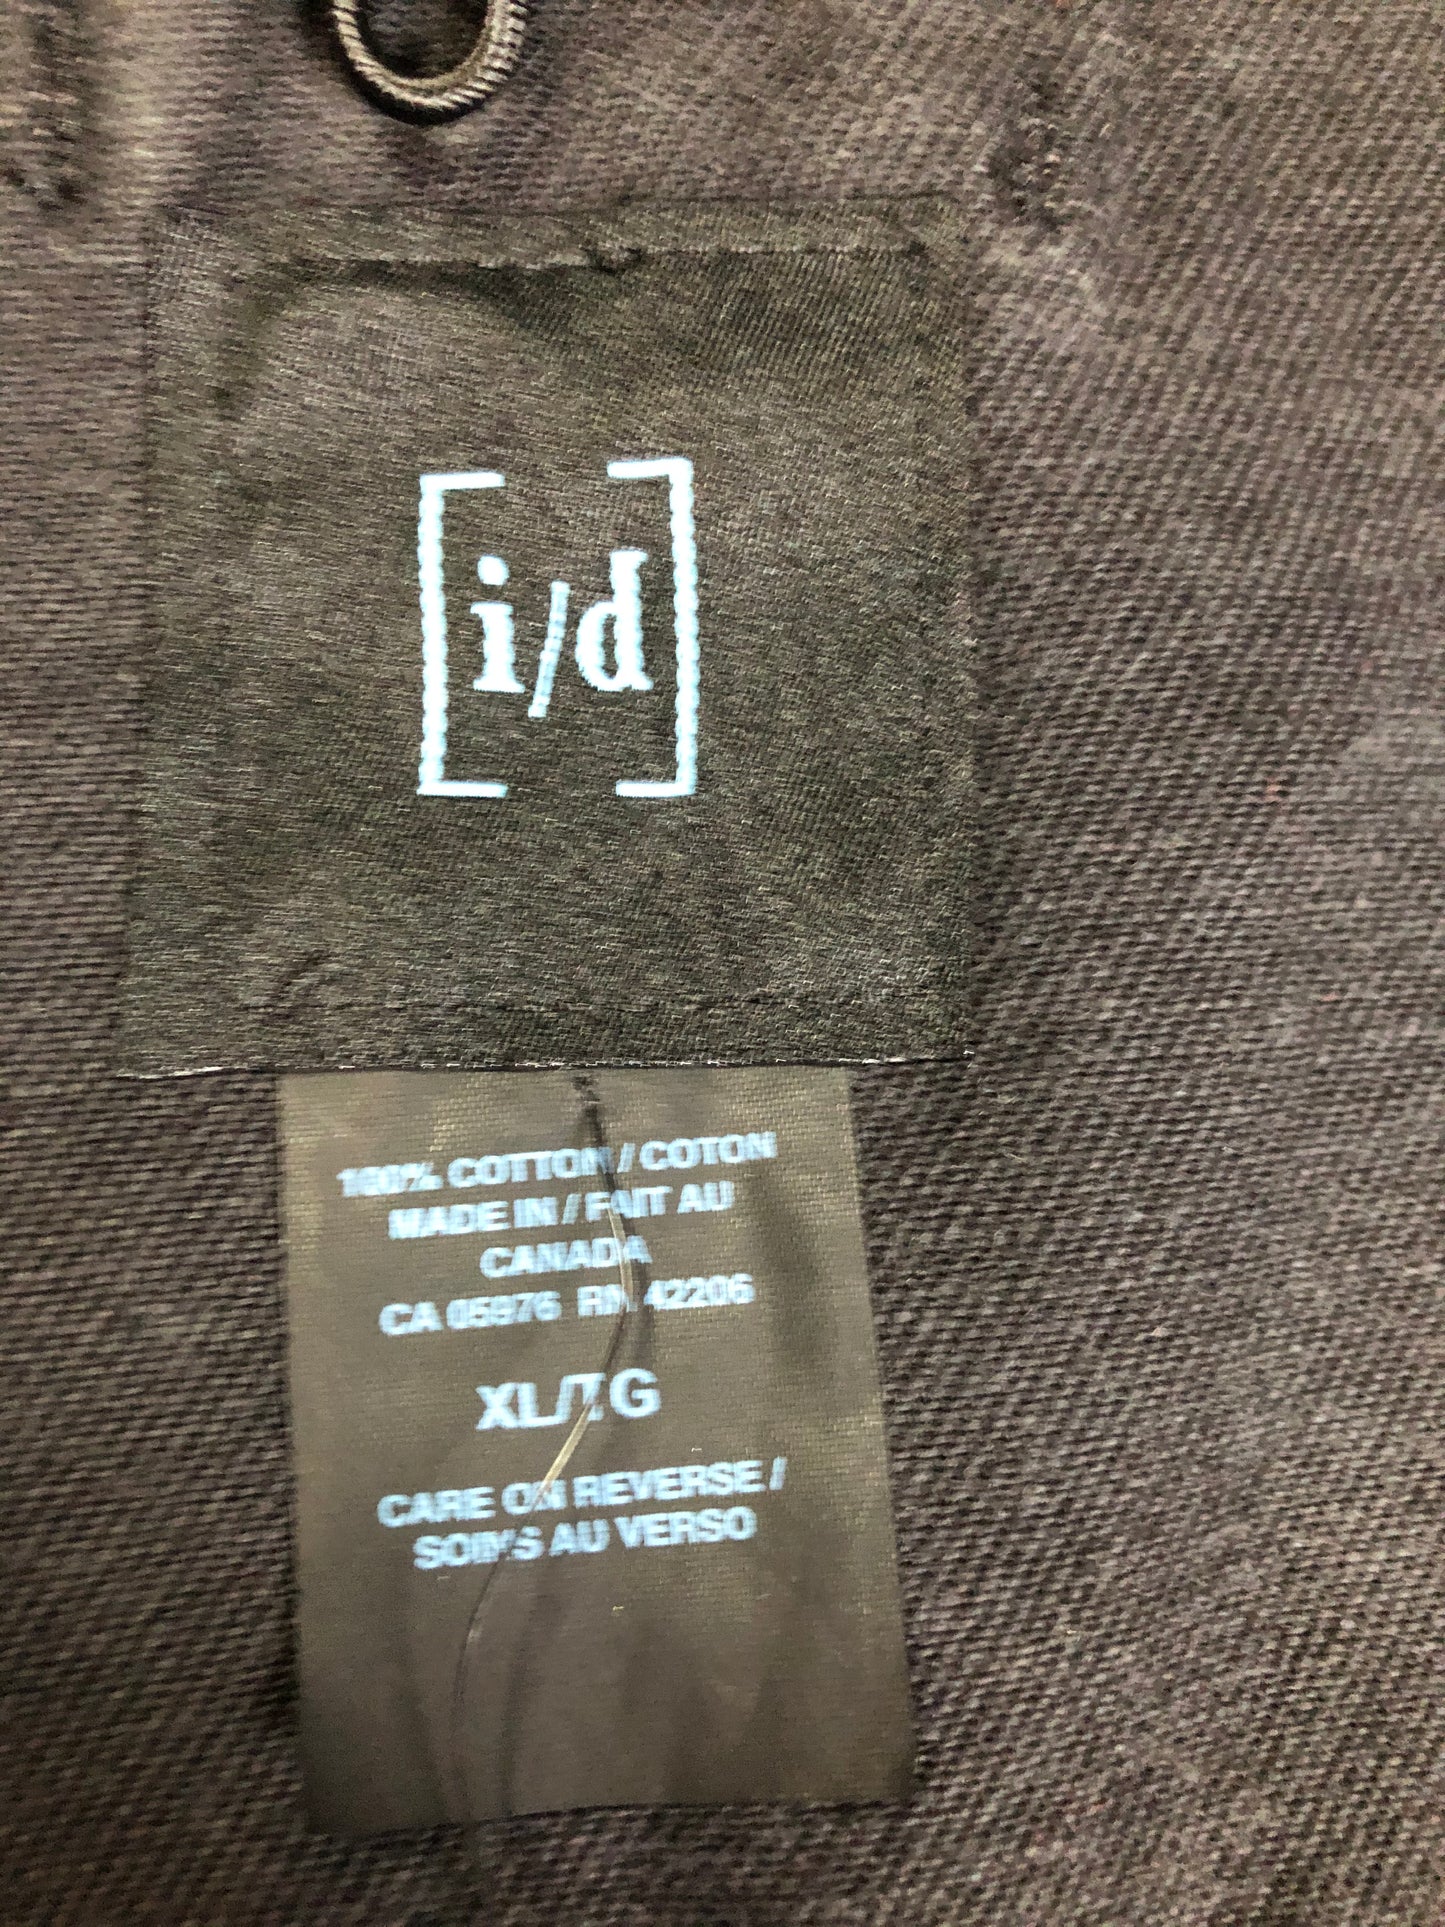 [i/d]
100% COTTON / COTON
MADE IN / FAIT AU
CANADA
CA 05976 RN 42206
XL/TG
CARE ON REVERSE /
SOINS AU VERSO